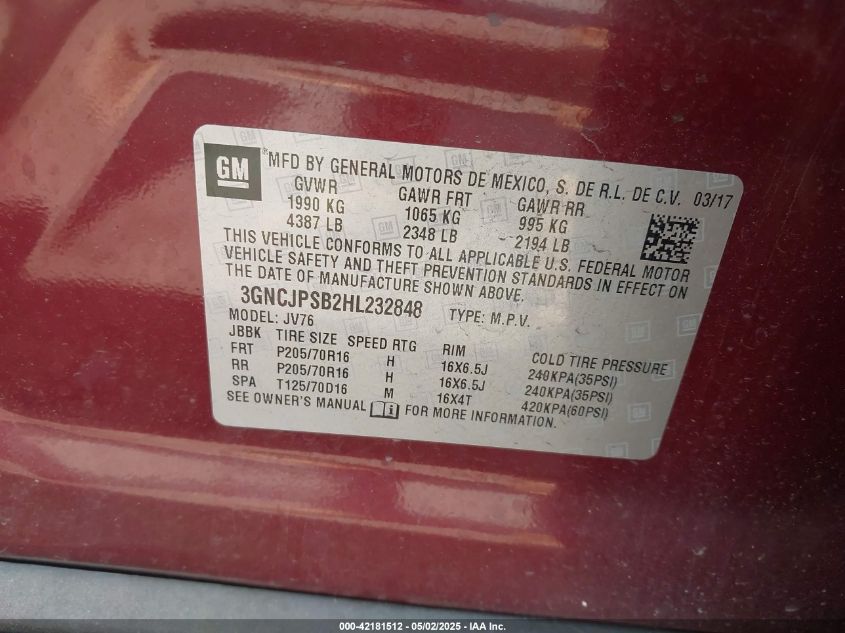 GM ® MFD BY GENERAL MOTORS DE MEXICO, S. DE R.L. DE C.V. 03/17
GVWR GAWR FRT GAWR RR
1990 KG 1065 KG 995 KG
4387 LB 2348 LB 2194 LB
THIS VEHICLE CONFORMS TO ALL APPLICABLE U.S. FEDERAL MOTOR
VEHICLE SAFETY AND THEFT PREVENTION STANDARDS IN EFFECT ON
THE DATE OF MANUFACTURE SHOWN ABOVE.
3GNCJPSB2HL232848 TYPE: M.P.V.
MODEL: JV76
JBBK TIRE SIZE SPEED RTG RIM COLD TIRE PRESSURE
FRT P205/70R16 H 16X6.5J 240KPA(35PSI)
RR P205/70R16 H 16X6.5J 240KPA(35PSI)
SPA T125/70D16 M 16X4T 420KPA(60PSI)
SEE OWNER'S MANUAL i FOR MORE INFORMATION.
000-42181512 - 05/02/2025 - IAA Inc.